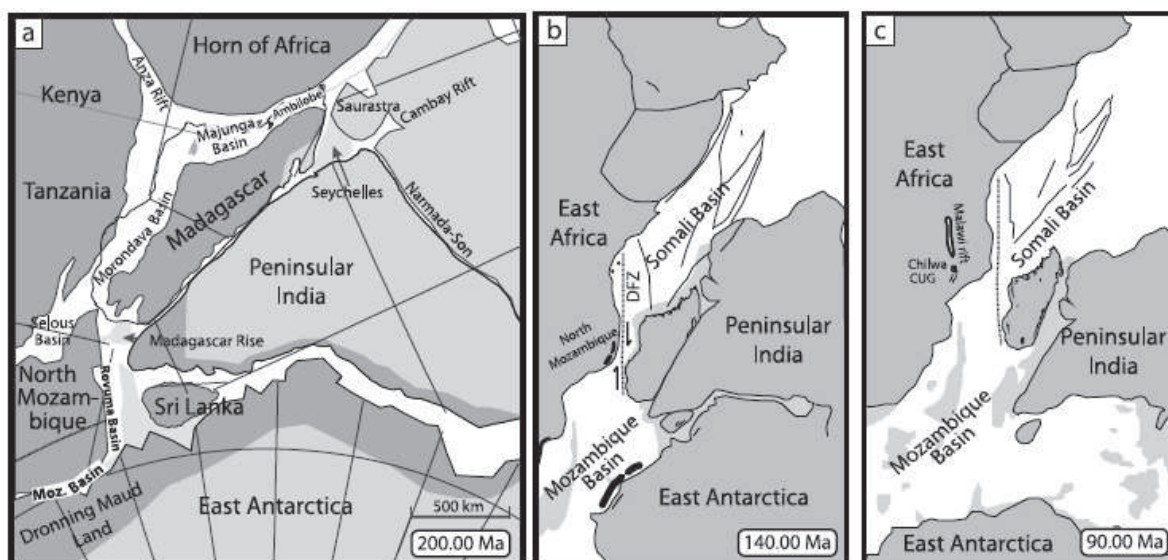 a
Horn of Africa
Anza Rift
Kenya
Ambilobe
Saurastra
Cambay Rift
Majunga
Basin
Tanzania
Madagascar
Seychelles
Narmada-Son
Morondava Basin
Peninsular
India
Selous
Basin
Madagascar Rise
North
Mozam-
bique
Rovuma Basin
Sri Lanka
Moz. Basin
Dronning Maud
Land
East Antarctica
500 km
200.00 Ma
b
East
Africa
Somali Basin
DFZ
North
Mozambique
Peninsular
India
Mozambique
Basin
East Antarctica
140.00 Ma
c
East
Africa
Malawi rift
Somali Basin
Chilwa
CUG
Peninsular
India
Mozambique
Basin
East Antarctica
90.00 Ma